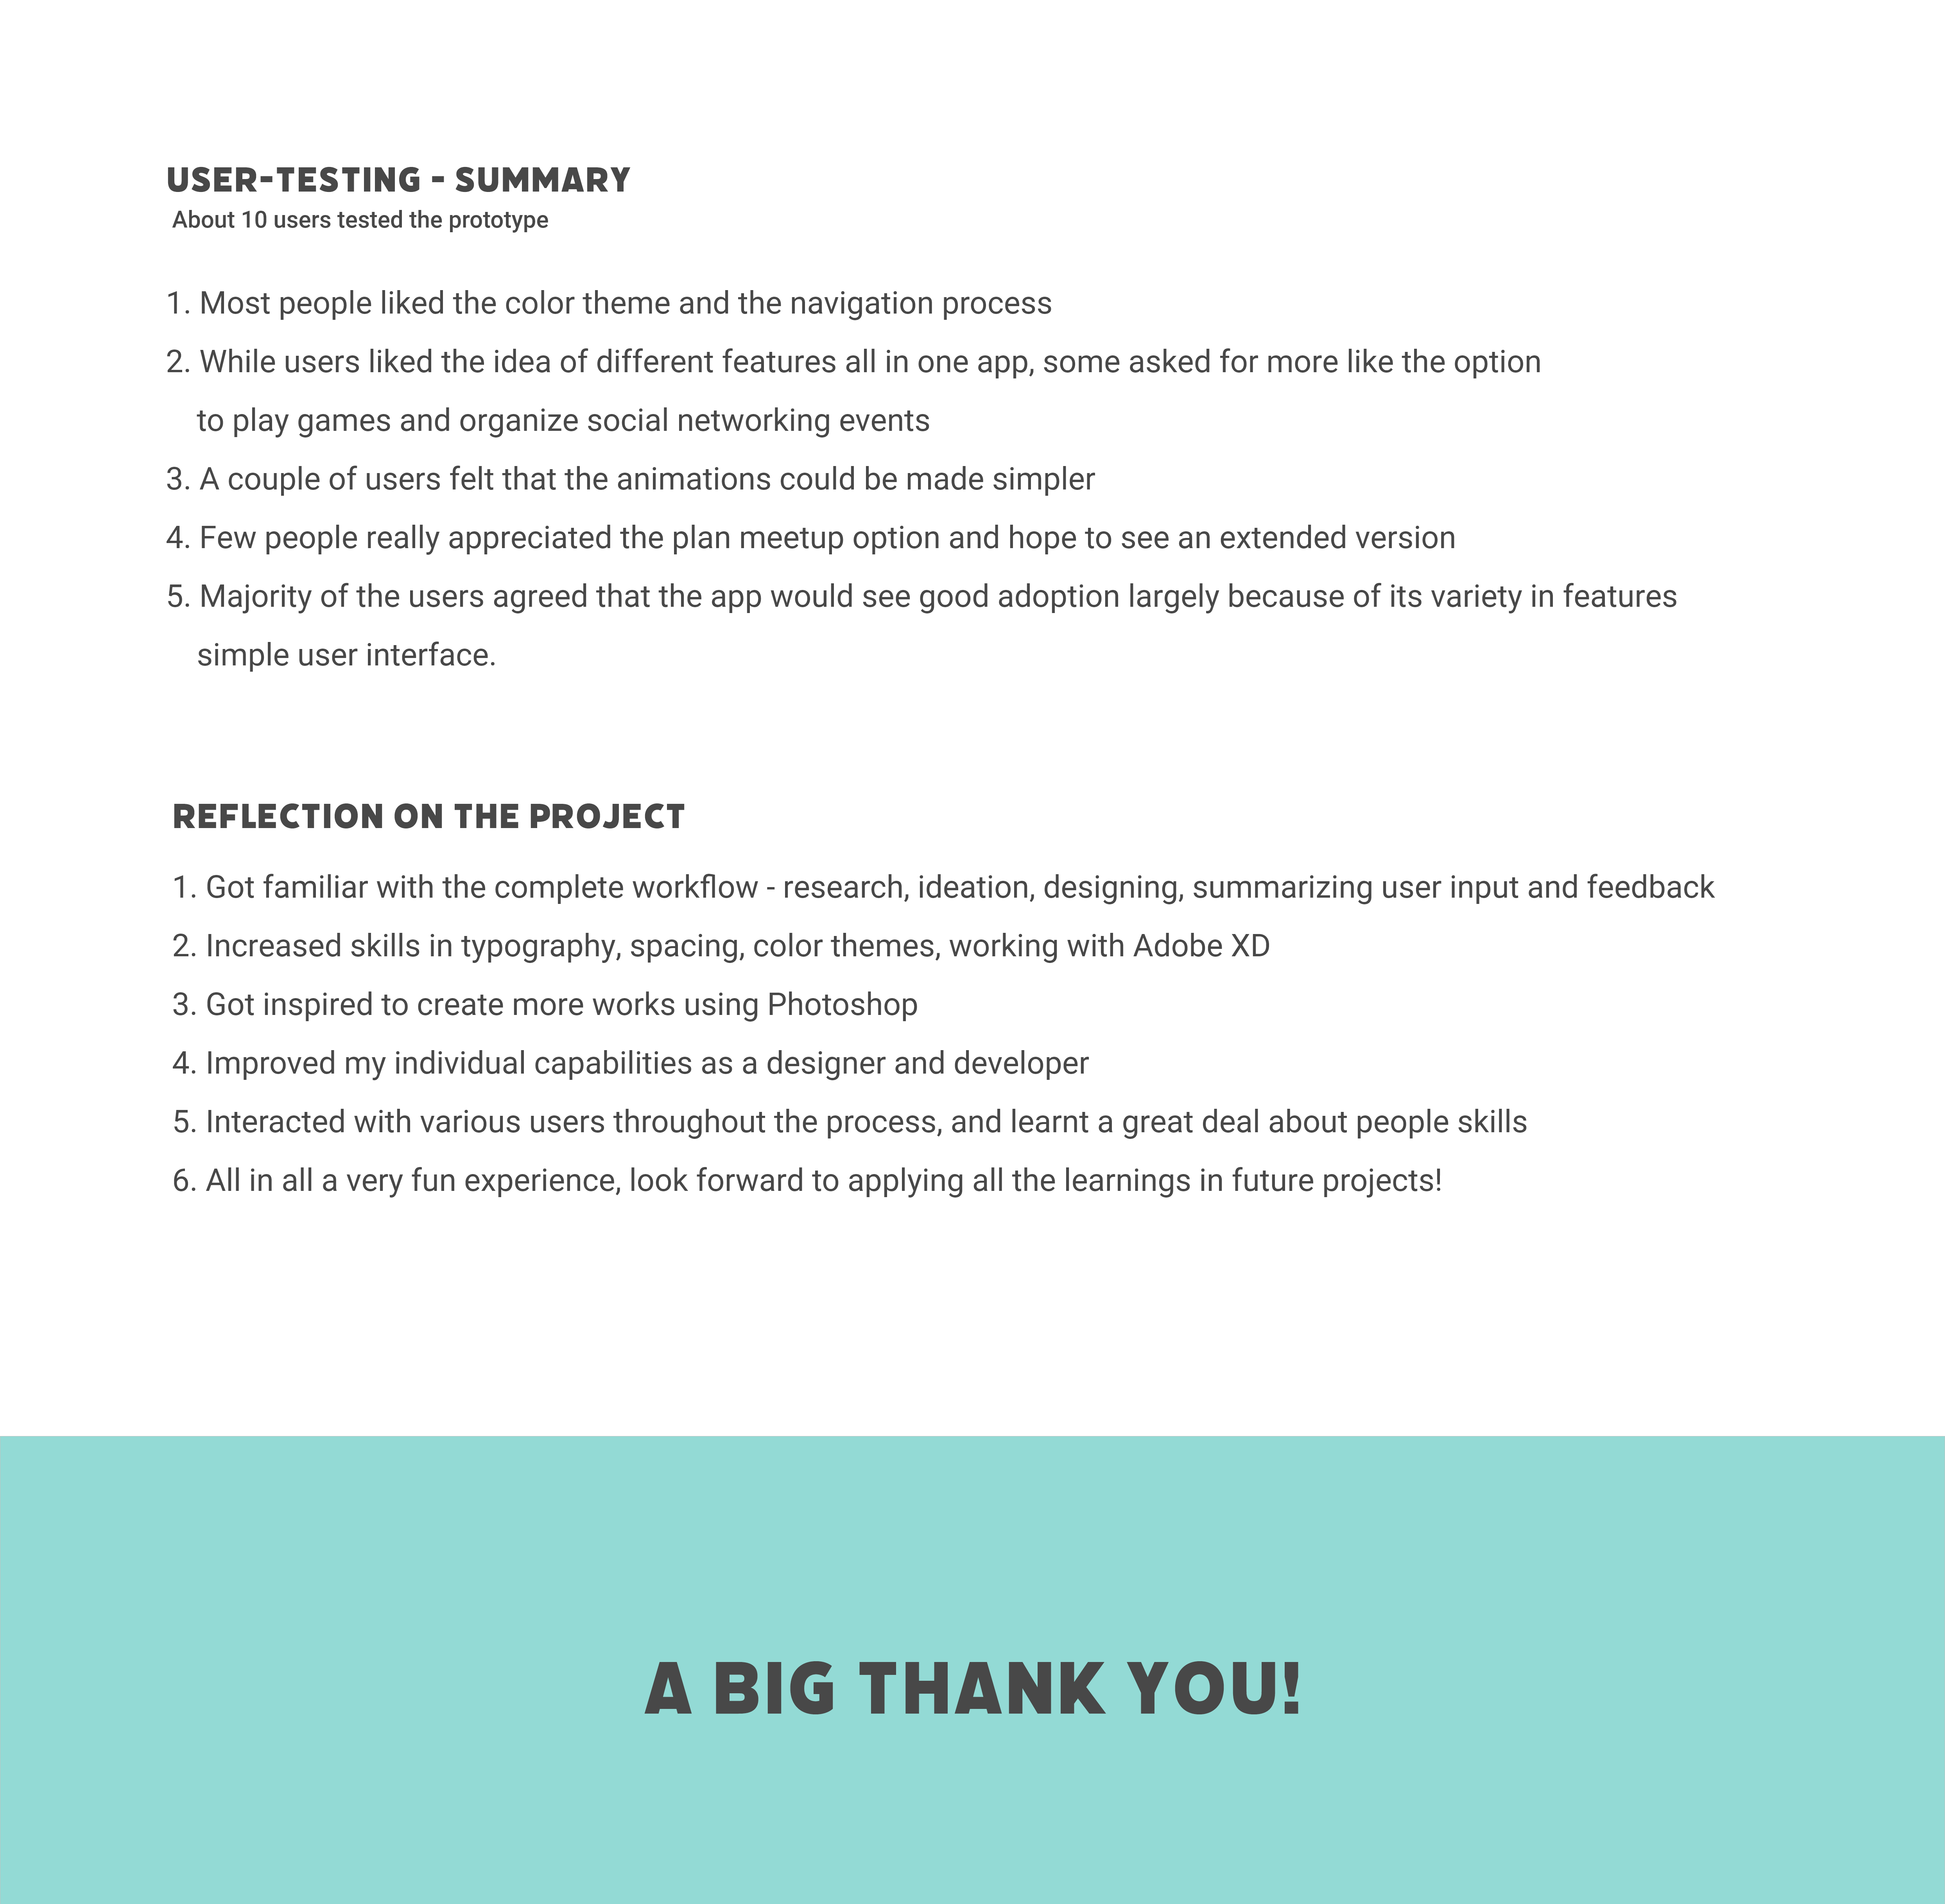 USER-TESTING - SUMMARY
About 10 users tested the prototype
1. Most people liked the color theme and the navigation process
2. While users liked the idea of different features all in one app, some asked for more like the option
to play games and organize social networking events
3. A couple of users felt that the animations could be made simpler
4. Few people really appreciated the plan meetup option and hope to see an extended version
5. Majority of the users agreed that the app would see good adoption largely because of its variety in features
simple user interface.
REFLECTION ON THE PROJECT
1. Got familiar with the complete workflow - research, ideation, designing, summarizing user input and feedback
2. Increased skills in typography, spacing, color themes, working with Adobe XD
3. Got inspired to create more works using Photoshop
4. Improved my individual capabilities as a designer and developer
5. Interacted with various users throughout the process, and learnt a great deal about people skills
6. All in all a very fun experience, look forward to applying all the learnings in future projects!
A BIG THANK YOU!